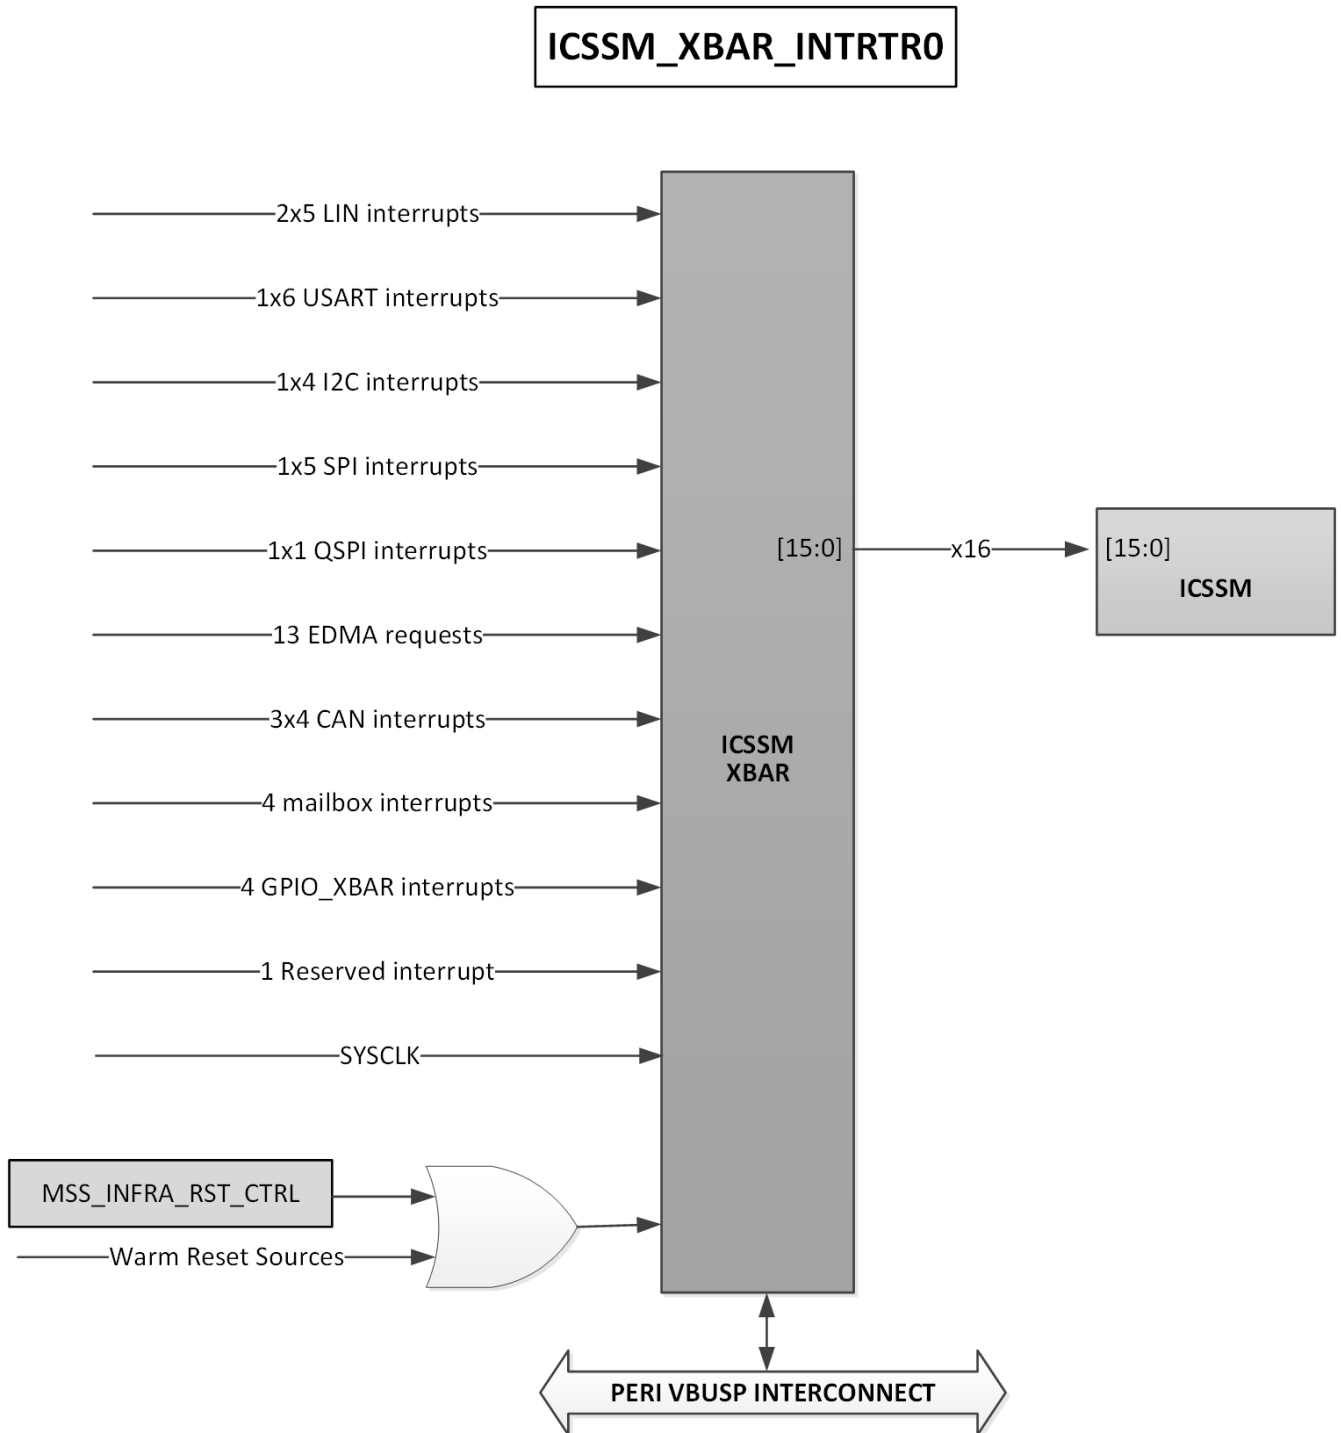 ICSSM_XBAR_INTRTR0
2x5 LIN interrupts
1x6 USART interrupts
1x4 I2C interrupts
1x5 SPI interrupts
1x1 QSPI interrupts
[15:0]
x16
[15:0]
ICSSM
13 EDMA requests
3x4 CAN interrupts
ICSSM
XBAR
4 mailbox interrupts
4 GPIO_XBAR interrupts
1 Reserved interrupt
SYSCLK
MSS_INFRA_RST_CTRL
Warm Reset Sources
PERI VBUSP INTERCONNECT